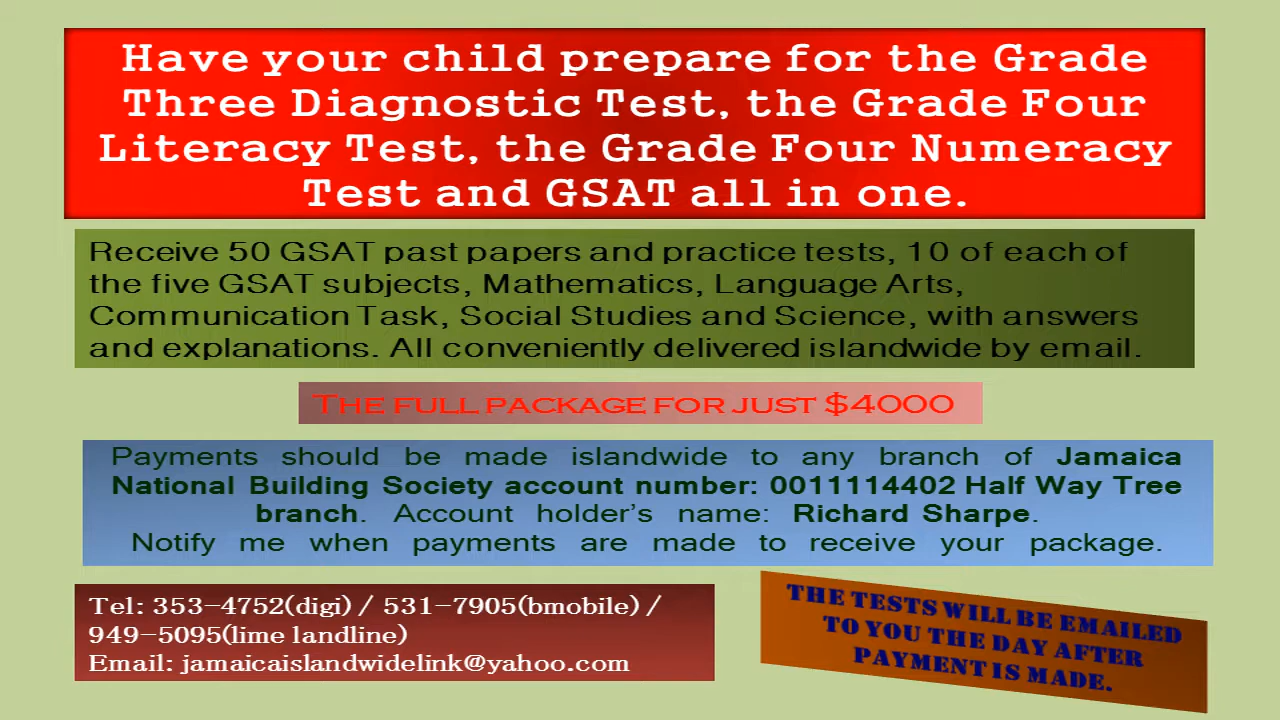 Have your child prepare for the Grade
Three Diagnostic Test, the Grade Four
Literacy Test, the Grade Four Numeracy
Test and GSAT all in one.
Receive 50 GSAT past papers and practice tests, 10 of each of
the five GSAT subjects, Mathematics, Language Arts,
Communication Task, Social Studies and Science, with answers
and explanations. All conveniently delivered islandwide by email.
THE FULL PACKAGE FOR JUST $4000
Payments should be made islandwide to any branch of Jamaica
National Building Society account number: 0011114402 Half Way Tree
branch. Account holder's name: Richard Sharpe.
Notify me when payments are made to receive your package.
Tel: 353-4752(digi) / 531-7905(bmobile) /
949-5095(lime landline)
Email: jamaicaislandwidelink@yahoo.com
THE TESTS WILL BE EMAILED
TO YOU THE DAY AFTER
PAYMENT IS MADE.